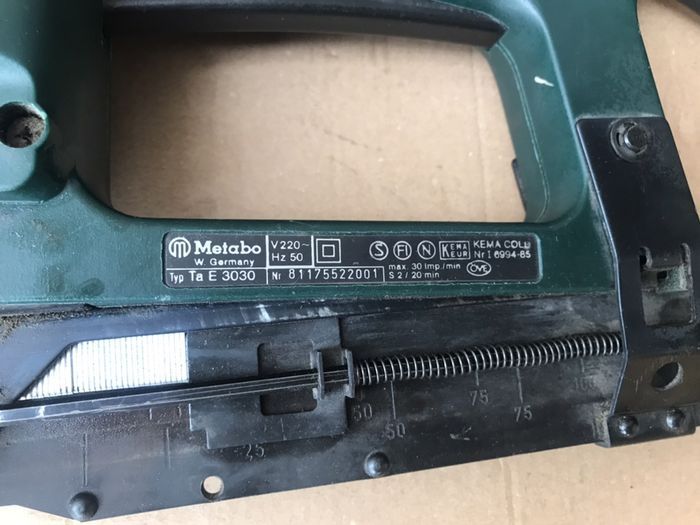 Metabo
W. Germany
Typ Ta E 3030
V 220~
Hz 50
Nr 81175522001
S FI N KEMA KEUR
KEMA COLL
Nr I 6994-85
max. 30 Imp./min
S 2 / 20 min
ÖVE
25
50
50
75
75
100